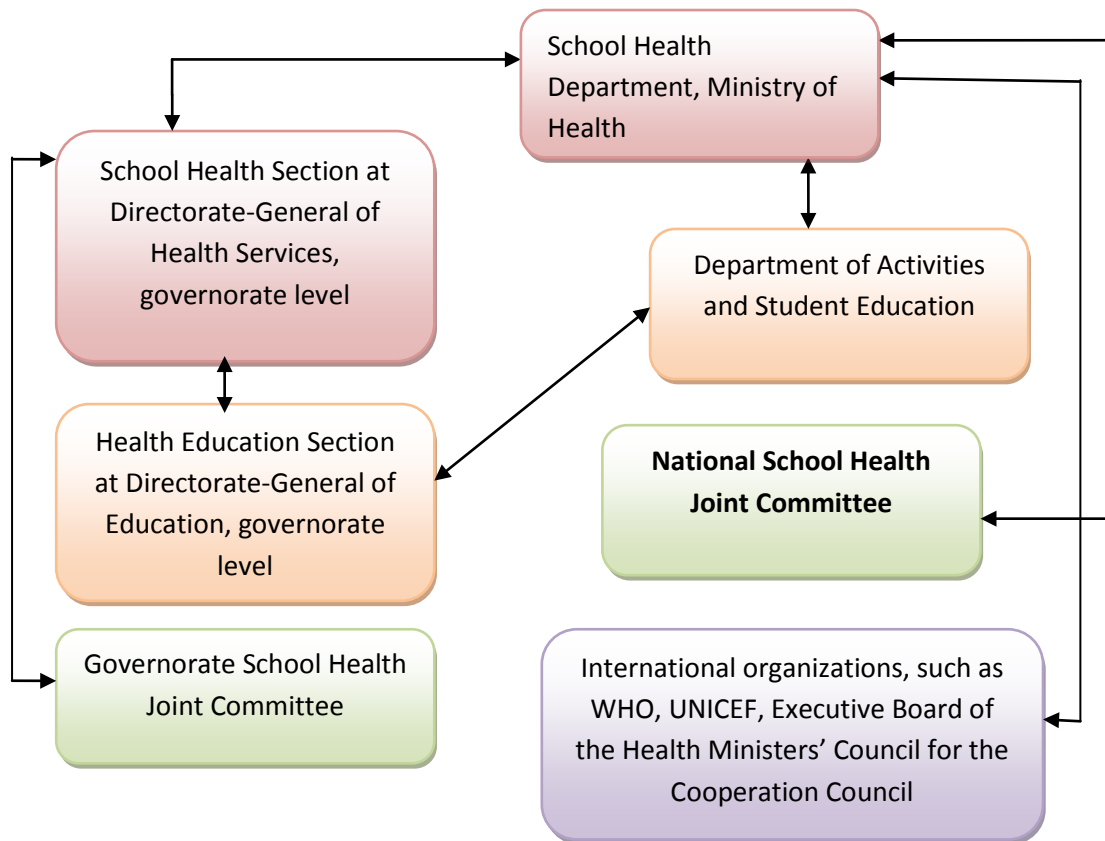 School Health
Department, Ministry of
Health
School Health Section at
Directorate-General of
Health Services,
governorate level
Department of Activities
and Student Education
Health Education Section
at Directorate-General of
Education, governorate
level
National School Health
Joint Committee
Governorate School Health
Joint Committee
International organizations, such as
WHO, UNICEF, Executive Board of
the Health Ministers’ Council for the
Cooperation Council